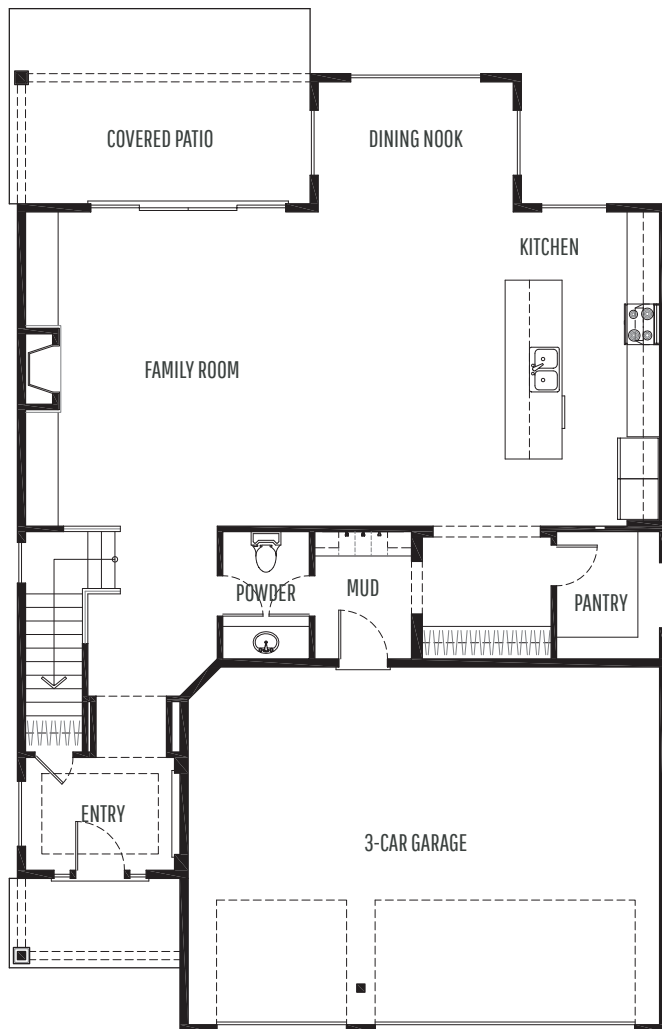 COVERED PATIO
DINING NOOK
KITCHEN
FAMILY ROOM
POWDER
MUD
PANTRY
ENTRY
3-CAR GARAGE